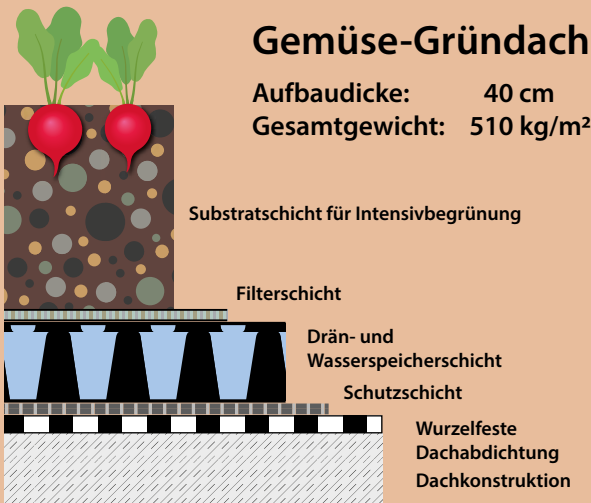 Gemüse-Gründach
Aufbaudicke: 40 cm
Gesamtgewicht: 510 kg/m²
Substratschicht für Intensivbegrünung
Filterschicht
Drän- und
Wasserspeicherschicht
Schutzschicht
Wurzelfeste
Dachabdichtung
Dachkonstruktion